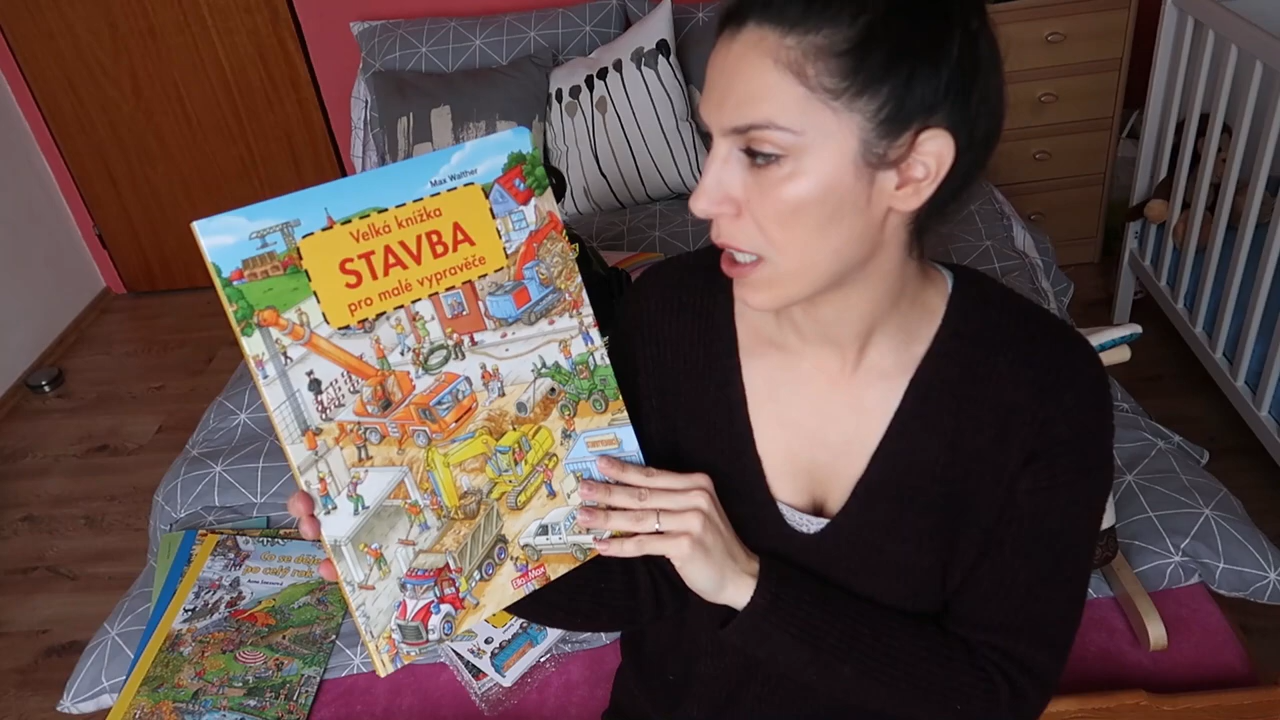 Max Walther
Velká knížka
STAVBA
pro malé vypravěče
Ella & Max
Co se děje
po celý rok